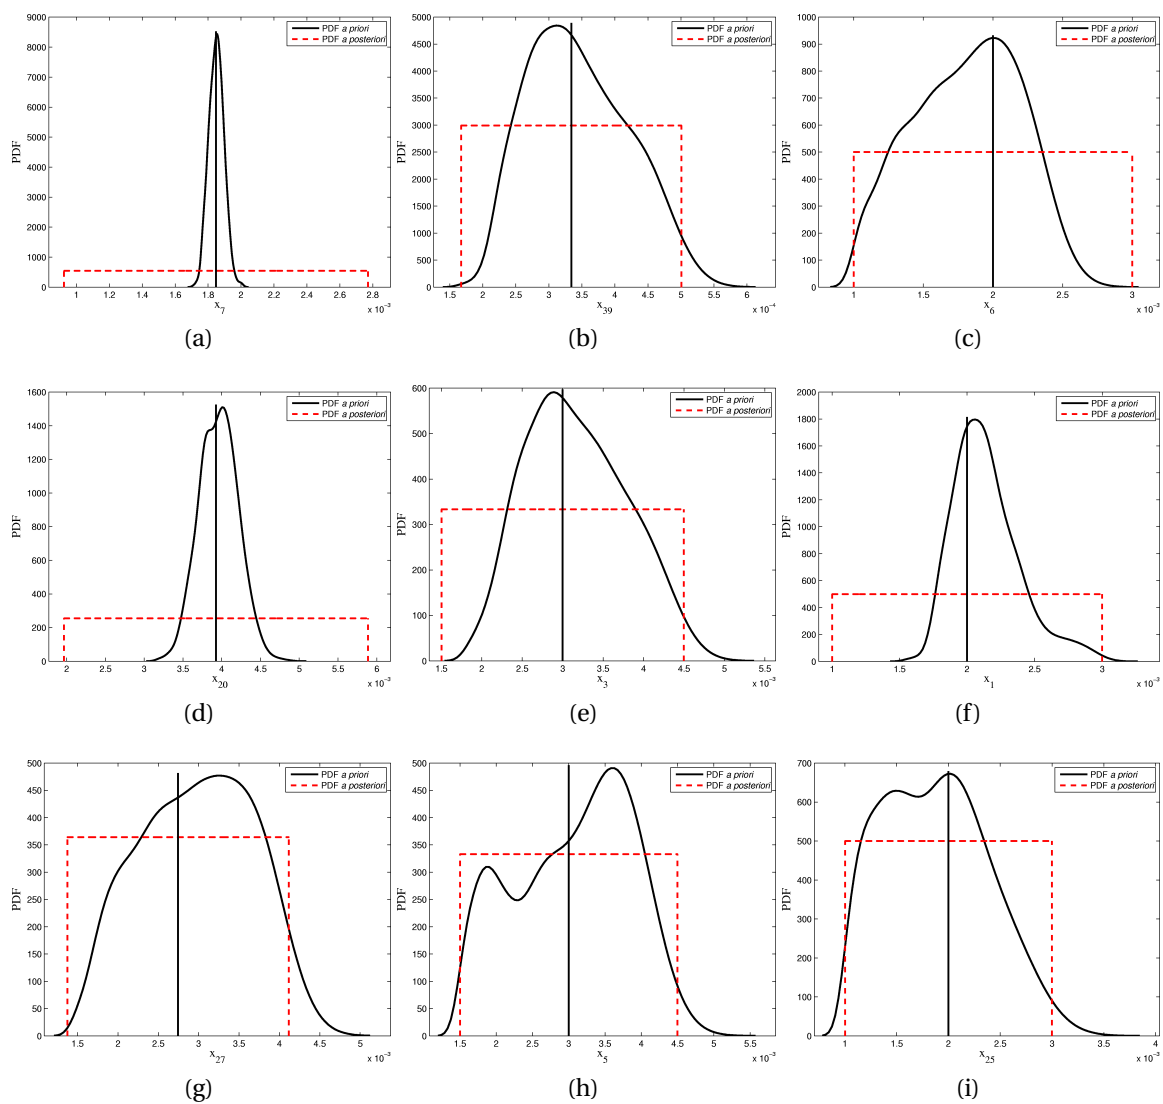 9000
8000
7000
6000
5000
4000
3000
2000
1000
0
PDF
PDF a priori
PDF a posteriori
1 1.2 1.4 1.6 1.8 2 2.2 2.4 2.6 2.8
x7
x 10-3
(a)
5000
4500
4000
3500
3000
2500
2000
1500
1000
500
0
PDF
PDF a priori
PDF a posteriori
1.5 2 2.5 3 3.5 4 4.5 5 5.5 6
x39
x 10-4
(b)
1000
900
800
700
600
500
400
300
200
100
0
PDF
PDF a priori
PDF a posteriori
1 1.5 2 2.5 3
x6
x 10-3
(c)
1600
1400
1200
1000
800
600
400
200
0
PDF
PDF a priori
PDF a posteriori
2 2.5 3 3.5 4 4.5 5 5.5 6
x20
x 10-3
(d)
600
500
400
300
200
100
0
PDF
PDF a priori
PDF a posteriori
1.5 2 2.5 3 3.5 4 4.5 5 5.5
x3
x 10-3
(e)
2000
1800
1600
1400
1200
1000
800
600
400
200
0
PDF
PDF a priori
PDF a posteriori
1 1.5 2 2.5 3
x1
x 10-3
(f)
500
450
400
350
300
250
200
150
100
50
0
PDF
PDF a priori
PDF a posteriori
1.5 2 2.5 3 3.5 4 4.5 5
x27
x 10-3
(g)
500
450
400
350
300
250
200
150
100
50
0
PDF
PDF a priori
PDF a posteriori
1.5 2 2.5 3 3.5 4 4.5 5 5.5
x5
x 10-3
(h)
700
600
500
400
300
200
100
0
PDF
PDF a priori
PDF a posteriori
1 1.5 2 2.5 3 3.5 4
x25
x 10-3
(i)